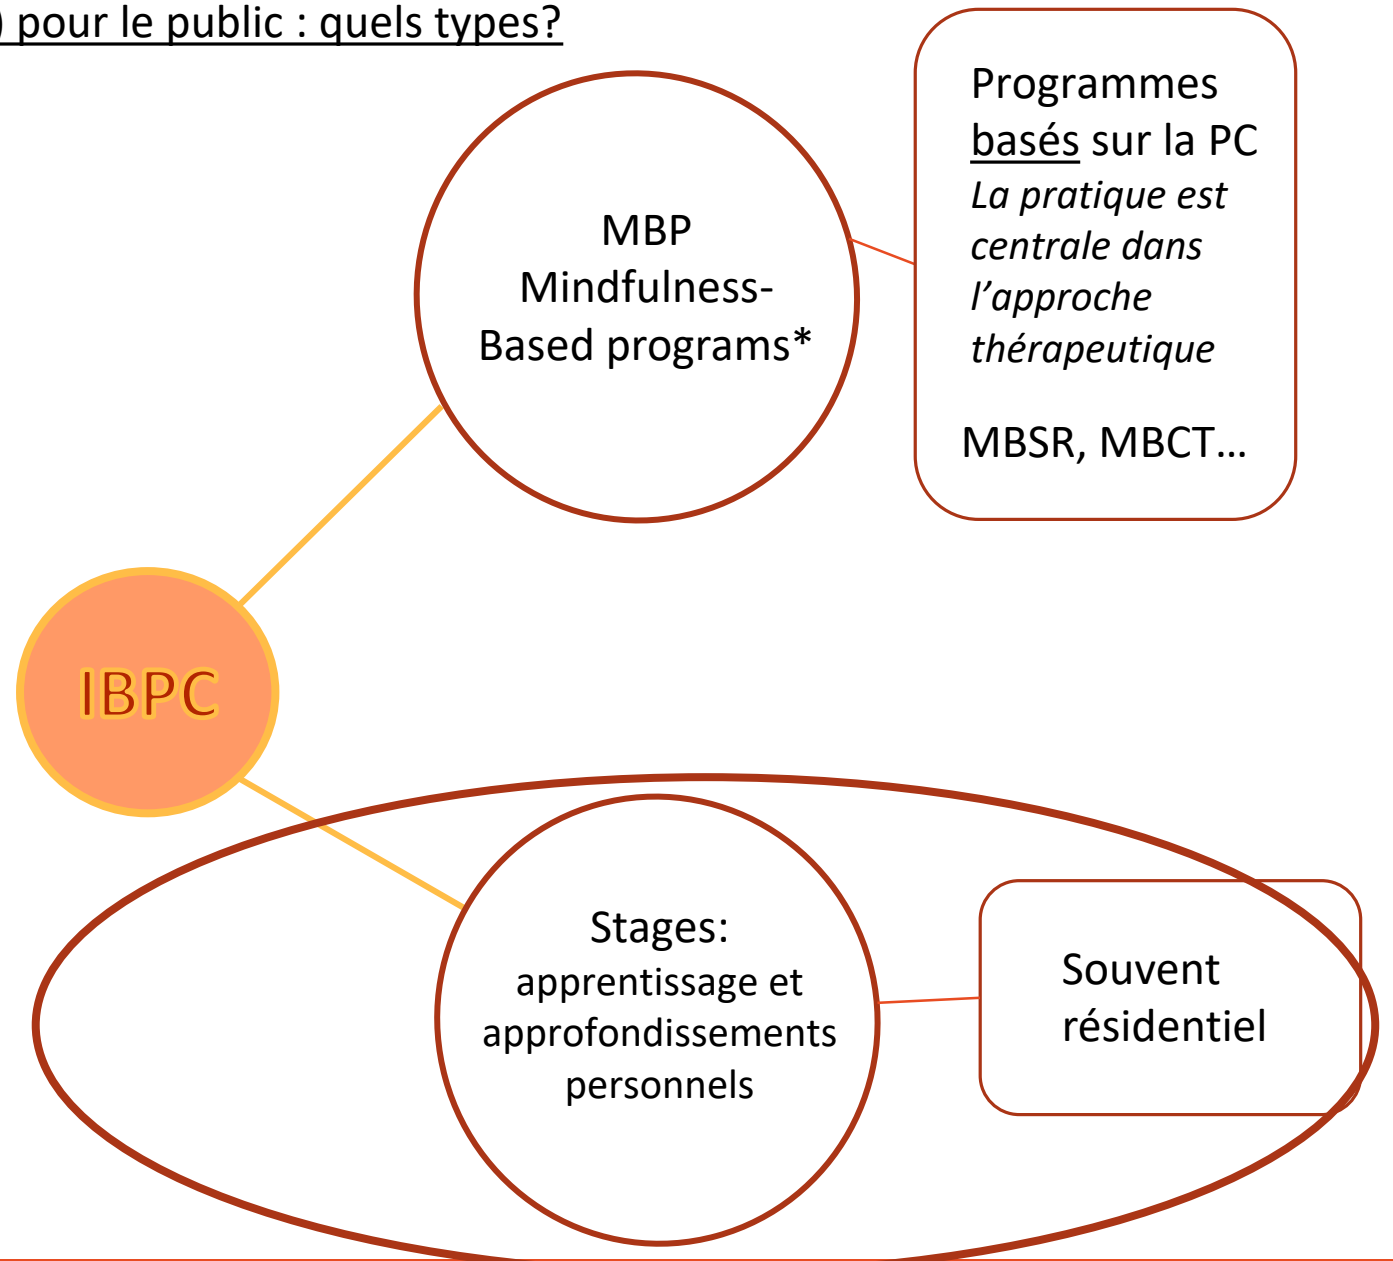 ) pour le public : quels types?
Programmes
basés sur la PC
La pratique est
centrale dans
l’approche
thérapeutique
MBSR, MBCT…
MBP
Mindfulness-
Based programs*
IBPC
Stages:
apprentissage et
approfondissements
personnels
Souvent
résidentiel